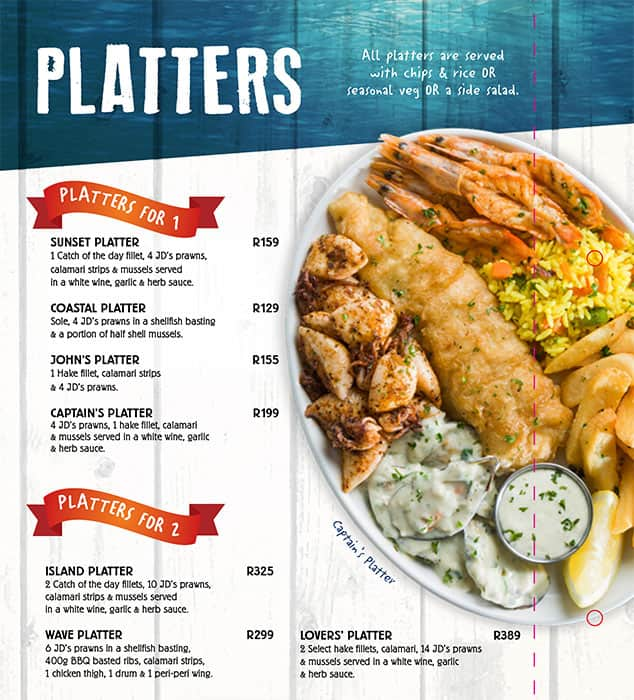 PLATTERS
All platters are served
with chips & rice OR
seasonal veg OR a side salad.
PLATTERS FOR 1
SUNSET PLATTER R159
1 Catch of the day fillet, 4 JD's prawns,
calamari strips & mussels served
in a white wine, garlic & herb sauce.
COASTAL PLATTER R129
Sole, 4 JD's prawns in a shellfish basting
& a portion of half shell mussels.
JOHN'S PLATTER R155
1 Hake fillet, calamari strips
& 4 JD's prawns.
CAPTAIN'S PLATTER R199
4 JD's prawns, 1 hake fillet, calamari
& mussels served in a white wine, garlic
& herb sauce.
Captain's Platter
PLATTERS FOR 2
ISLAND PLATTER R325
2 Catch of the day fillets, 10 JD's prawns,
calamari strips & mussels served
in a white wine, garlic & herb sauce.
WAVE PLATTER R299
6 JD's prawns in a shellfish basting,
400g BBQ basted ribs, calamari strips,
1 chicken thigh, 1 drum & 1 peri-peri wing.
LOVERS' PLATTER R389
2 Select hake fillets, calamari, 14 JD's prawns
& mussels served in a white wine, garlic
& herb sauce.